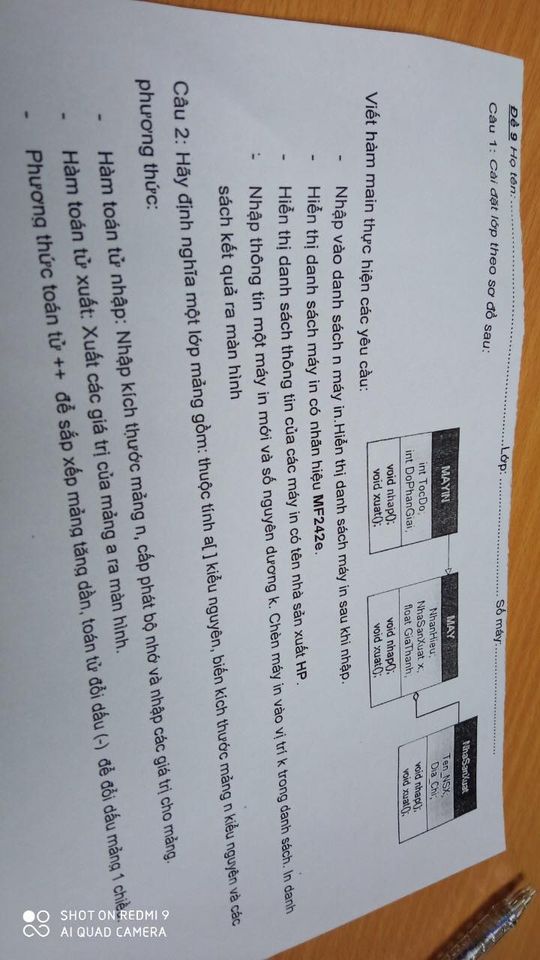 Đề 9 Họ tên: ........................ Lớp: ........................ Số máy: ........................
Câu 1: Cài đặt lớp theo sơ đồ sau:
MAYIN
int TocDo;
int DoPhanGiai;
void nhap();
void xuat();
MAY
NhanHieu;
NhaSanXuat x;
float GiaThanh;
void nhap();
void xuat();
NhaSanXuat
Ten_NSX;
Dia_Chi;
void nhap();
void xuat();
Viết hàm main thực hiện các yêu cầu:
- Nhập vào danh sách n máy in.Hiển thị danh sách máy in sau khi nhập.
- Hiển thị danh sách máy in có nhãn hiệu MF242e.
- Hiển thị danh sách thông tin của các máy in có tên nhà sản xuất HP.
- Nhập thông tin một máy in mới và số nguyên dương k. Chèn máy in vào vị trí k trong danh sách. In danh
sách kết quả ra màn hình
Câu 2: Hãy định nghĩa một lớp mảng gồm: thuộc tính a[ ] kiểu nguyên, biến kích thước mảng n kiểu nguyên và các
phương thức:
- Hàm toán tử nhập: Nhập kích thước mảng n, cấp phát bộ nhớ và nhập các giá trị cho mảng.
- Hàm toán tử xuất: Xuất các giá trị của mảng a ra màn hình.
- Phương thức toán tử ++ để sắp xếp mảng tăng dần, toán tử đổi dấu (-) để đổi dấu mảng 1 chiều
SHOT ON REDMI 9
AI QUAD CAMERA